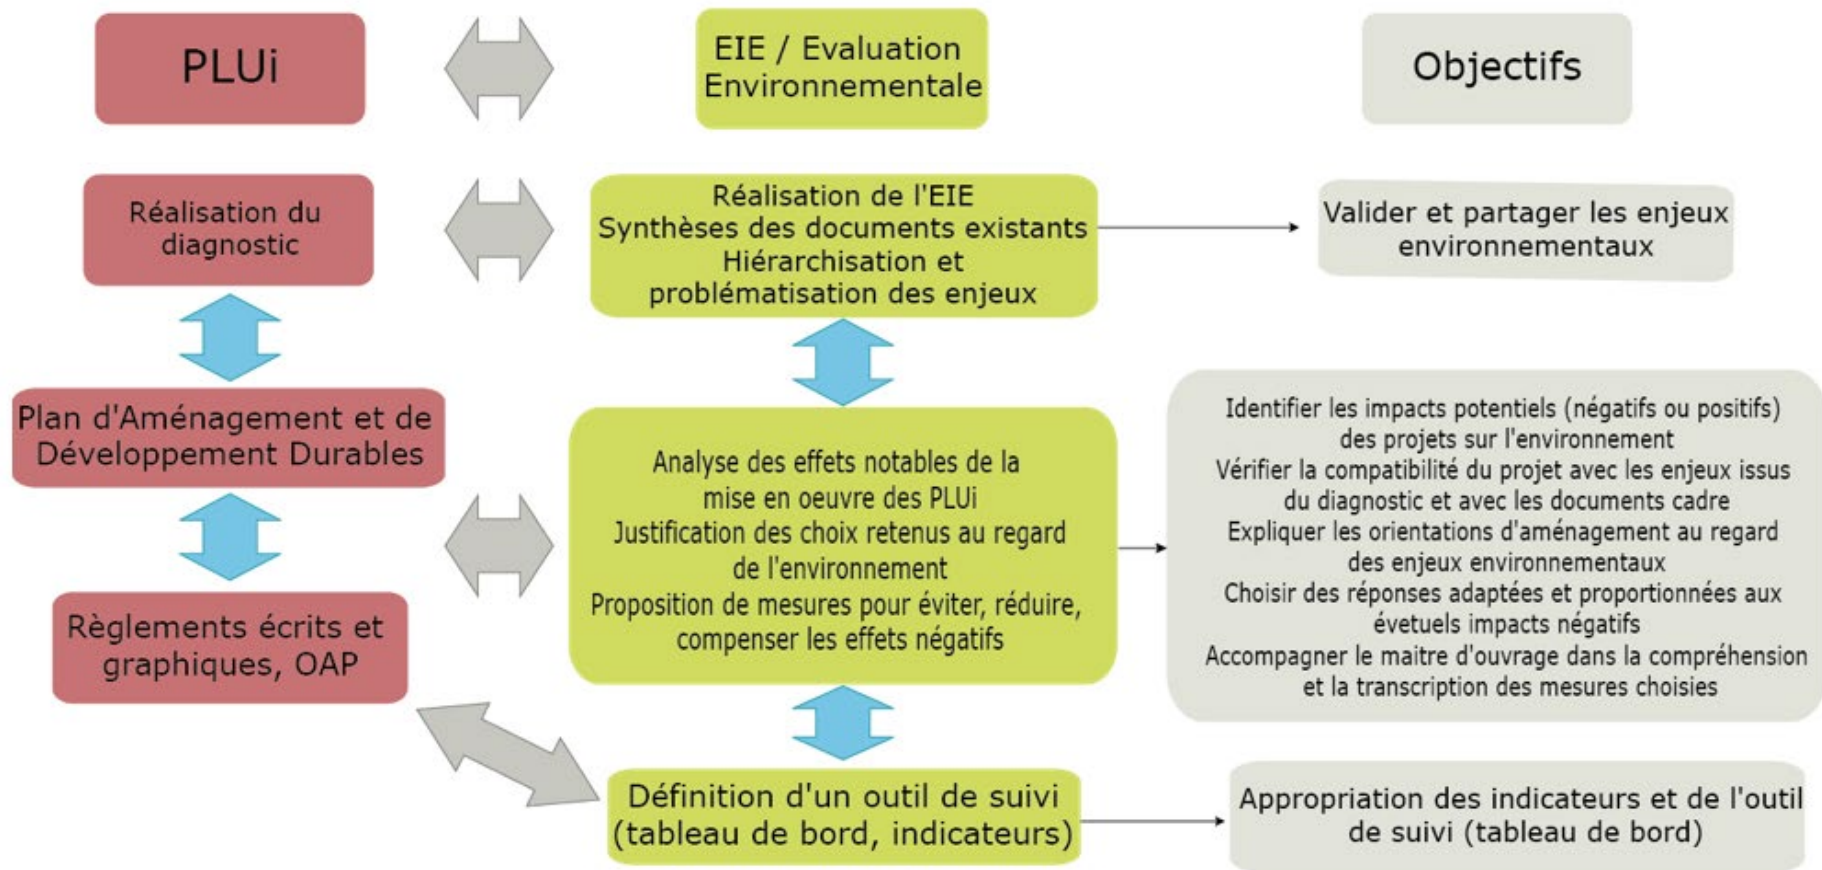 PLUi
EIE / Evaluation
Environnementale
Objectifs
Réalisation du
diagnostic
Réalisation de l'EIE
Synthèses des documents existants
Hiérarchisation et
problématisation des enjeux
Valider et partager les enjeux
environnementaux
Plan d'Aménagement et de
Développement Durables
Analyse des effets notables de la
mise en oeuvre des PLUi
Justification des choix retenus au regard
de l'environnement
Proposition de mesures pour éviter, réduire,
compenser les effets négatifs
Identifier les impacts potentiels (négatifs ou positifs)
des projets sur l'environnement
Vérifier la compatibilité du projet avec les enjeux issus
du diagnostic et avec les documents cadre
Expliquer les orientations d'aménagement au regard
des enjeux environnementaux
Choisir des réponses adaptées et proportionnées aux
évetuels impacts négatifs
Accompagner le maitre d'ouvrage dans la compréhension
et la transcription des mesures choisies
Règlements écrits et
graphiques, OAP
Définition d'un outil de suivi
(tableau de bord, indicateurs)
Appropriation des indicateurs et de l'outil
de suivi (tableau de bord)